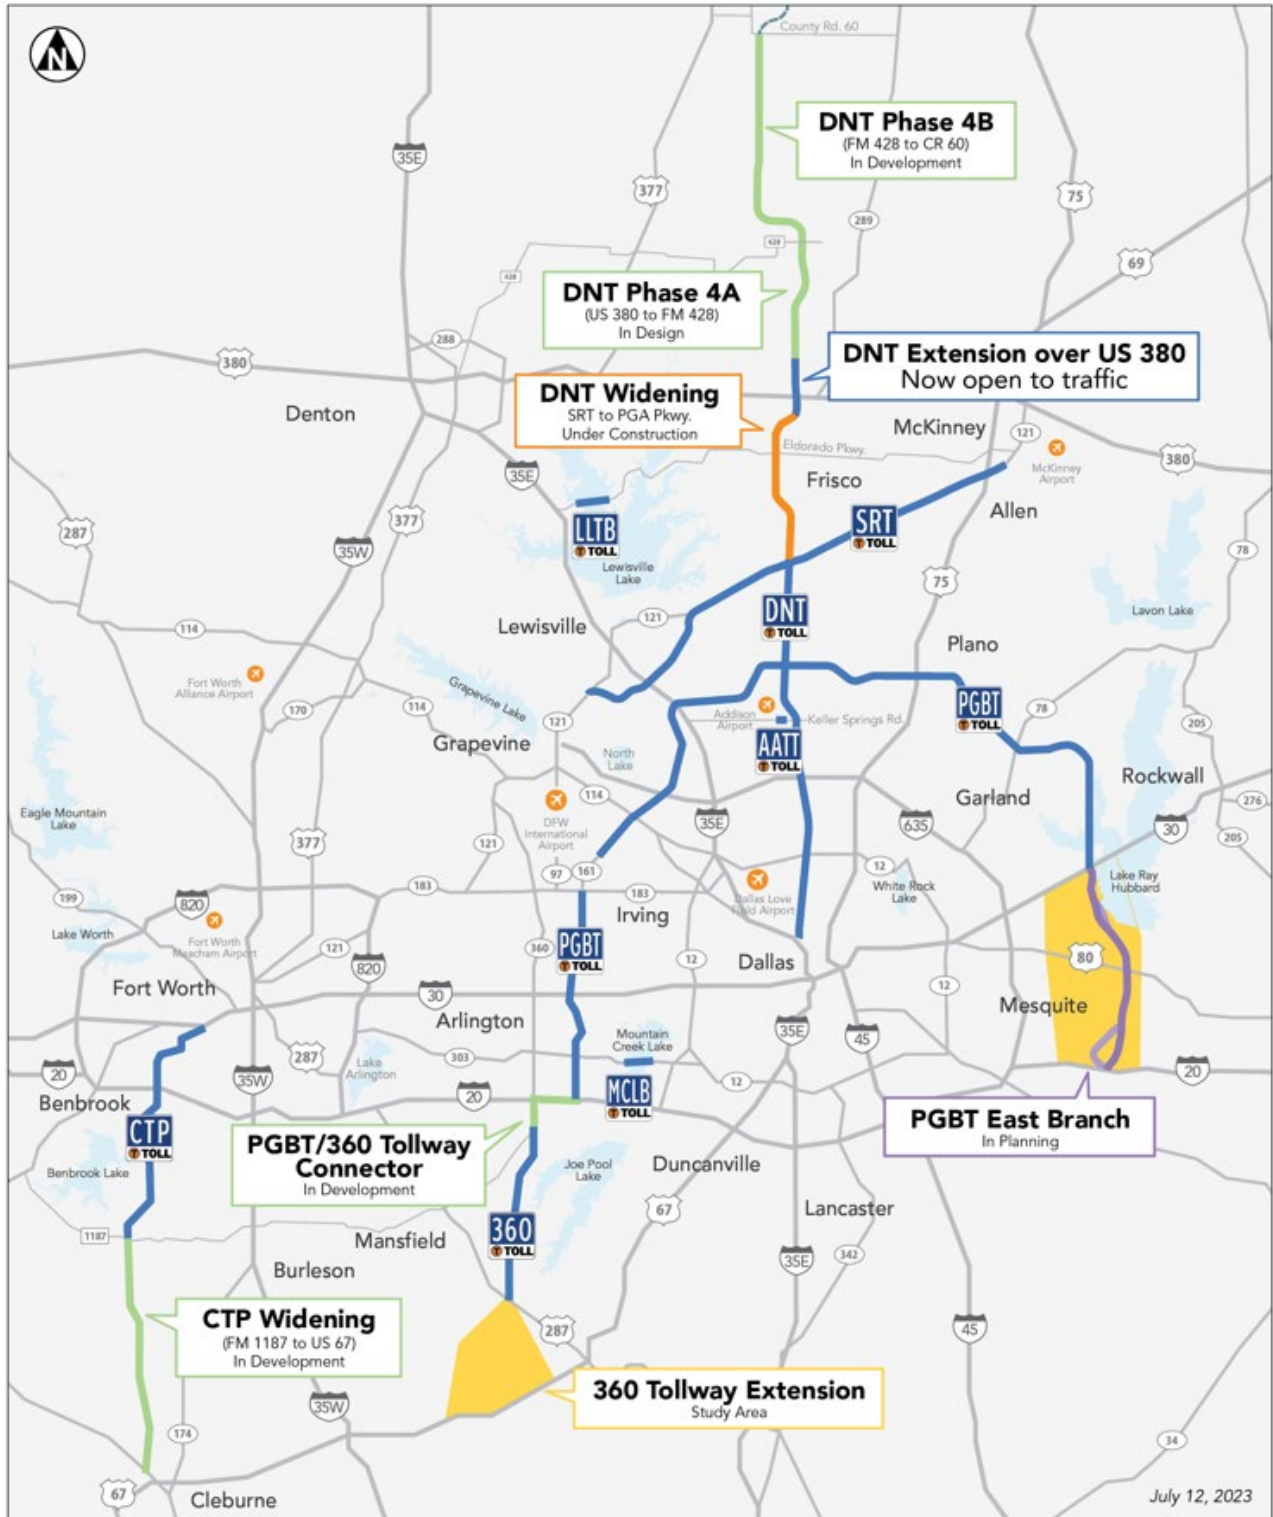 N
County Rd. 60
DNT Phase 4B
(FM 428 to CR 60)
In Development
35E
377
75
289
428
69
428
DNT Phase 4A
(US 380 to FM 428)
In Design
288
380
DNT Extension over US 380
Now open to traffic
DNT Widening
SRT to PGA Pkwy.
Under Construction
Denton
McKinney
121
Eldorado Pkwy.
McKinney
Airport
380
35E
Frisco
Allen
377
SRT
TOLL
LLTB
TOLL
287
35W
78
Lewisville
Lake
75
DNT
TOLL
Lavon Lake
121
Lewisville
114
Plano
Fort Worth
Alliance Airport
Grapevine Lake
PGBT
TOLL
170
114
121
Addison
Airport
Keller Springs Rd.
78
205
Grapevine
North
Lake
AATT
TOLL
Rockwall
114
Garland
276
Eagle Mountain
Lake
DFW
International
Airport
35E
635
30
205
377
121
97
161
12
183
183
Dallas Love
Field Airport
White Rock
Lake
Lake Ray
Hubbard
199
820
Irving
Lake Worth
Fort Worth
Meacham Airport
121
360
PGBT
TOLL
820
12
Dallas
80
Fort Worth
30
12
Mesquite
Arlington
35E
45
Mountain
Creek Lake
287
303
Lake
Arlington
20
35W
20
12
20
Benbrook
MCLB
TOLL
PGBT East Branch
In Planning
CTP
TOLL
PGBT/360 Tollway
Connector
In Development
Joe Pool
Lake
Duncanville
Benbrook Lake
67
Lancaster
360
TOLL
1187
Mansfield
342
35E
Burleson
CTP Widening
(FM 1187 to US 67)
In Development
287
45
360 Tollway Extension
Study Area
35W
174
34
67
Cleburne
July 12, 2023